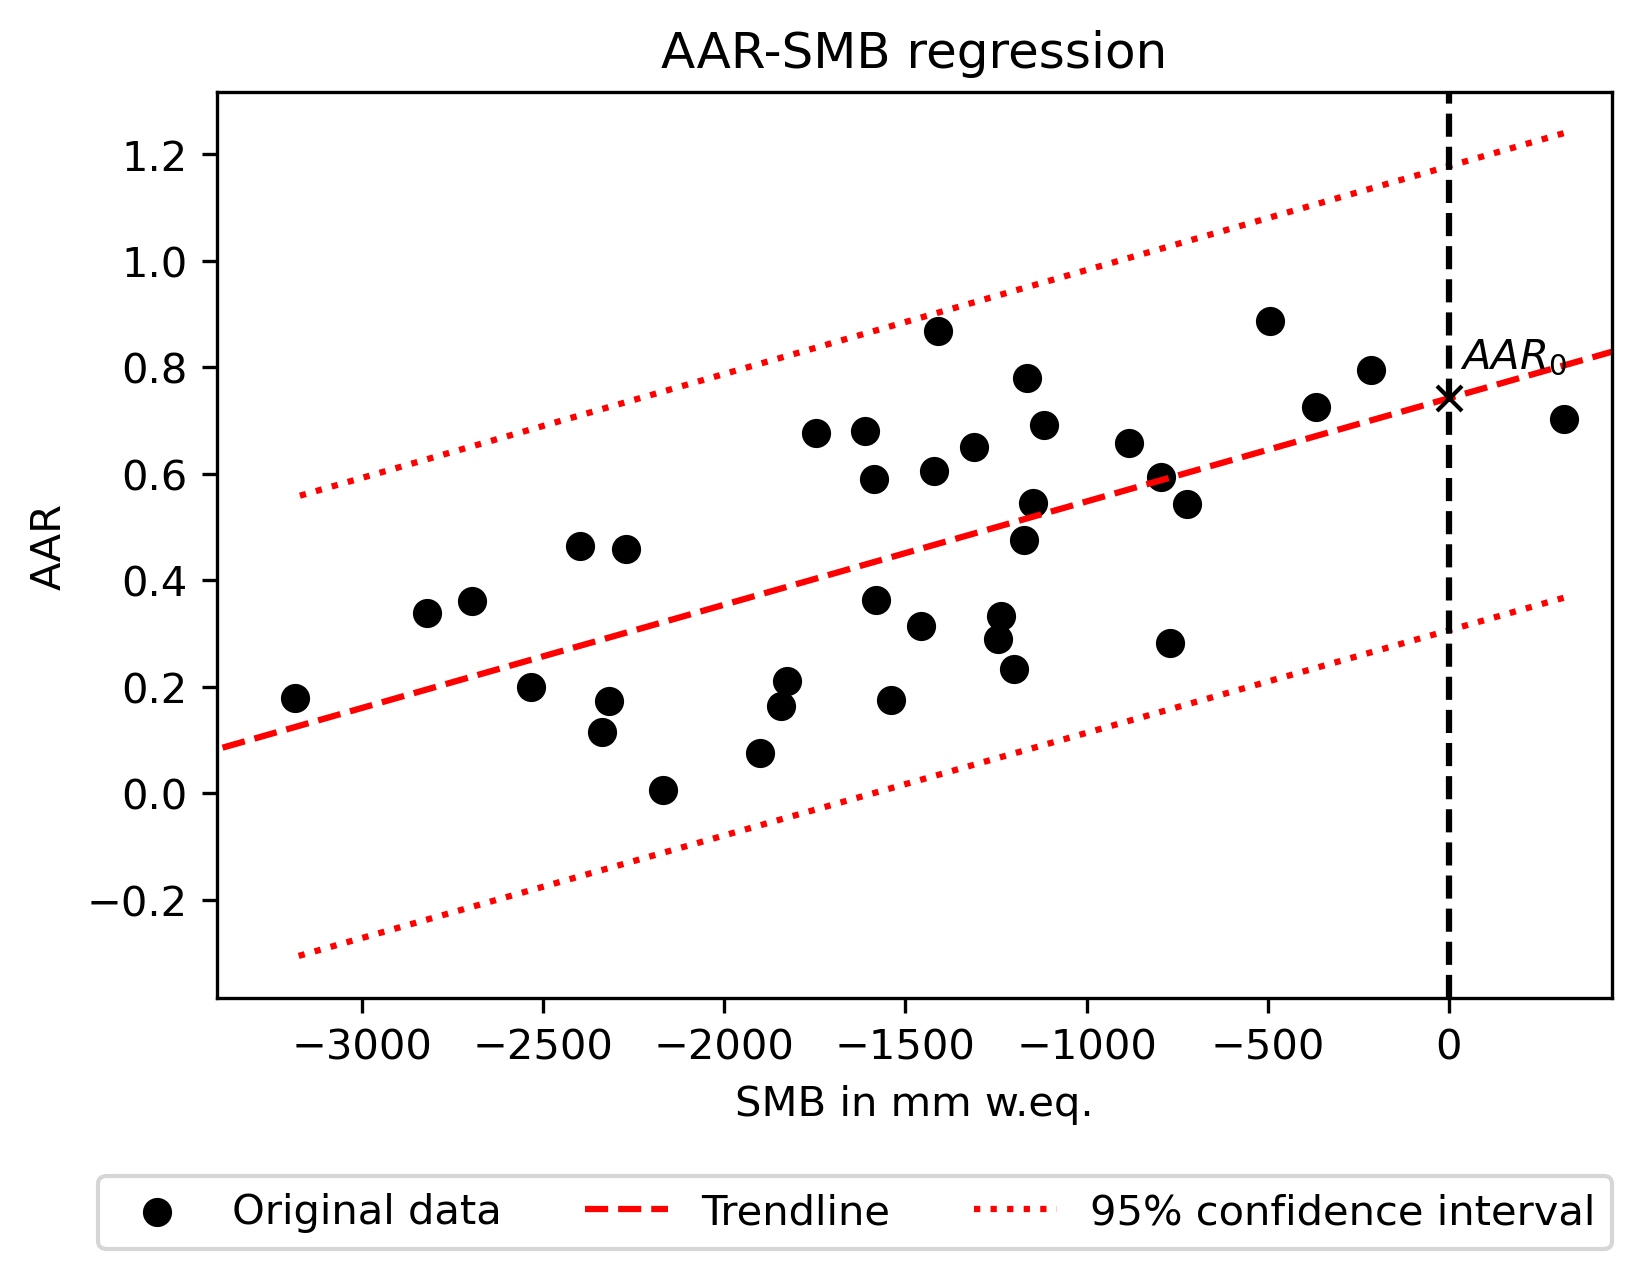 AAR-SMB regression
1.2
1.0
0.8
0.6
0.4
0.2
0.0
−0.2
AAR
AAR₀
−3000 −2500 −2000 −1500 −1000 −500 0
SMB in mm w.eq.
Original data Trendline 95% confidence interval